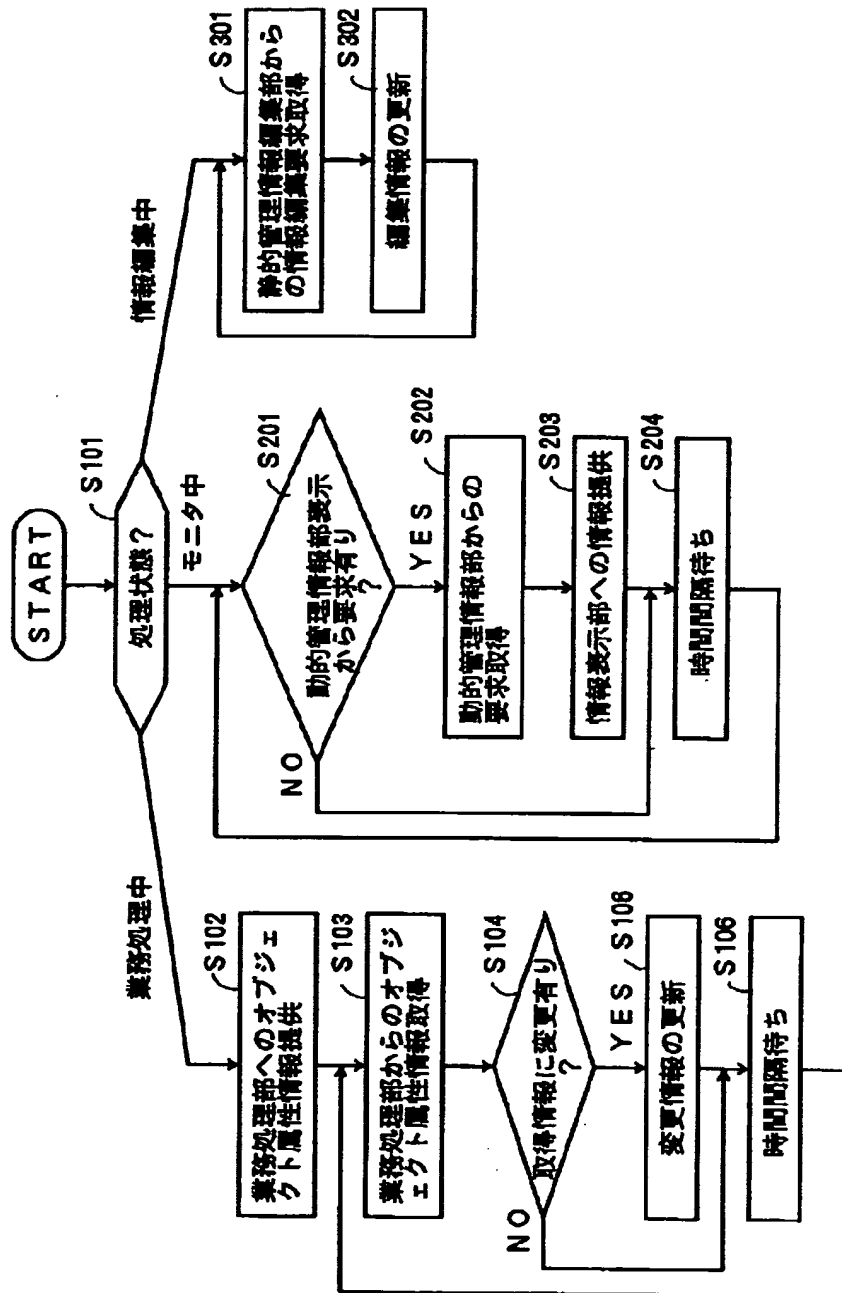 START
S101
処理状態?
業務処理中
モニタ中
情報編集中
S102
業務処理部へのオブジェ
クト属性情報提供
S103
業務処理部からのオブジ
ェクト属性情報取得
S104
取得情報に変更有り
?
YES
NO
S106
変更情報の更新
S106
時間間隔待ち
S201
動的管理情報部表示
から要求有り
?
YES
NO
S202
動的管理情報部からの
要求取得
S203
情報表示部への情報提供
S204
時間間隔待ち
S301
静的管理情報編集部から
の情報編集要求取得
S302
編集情報の更新